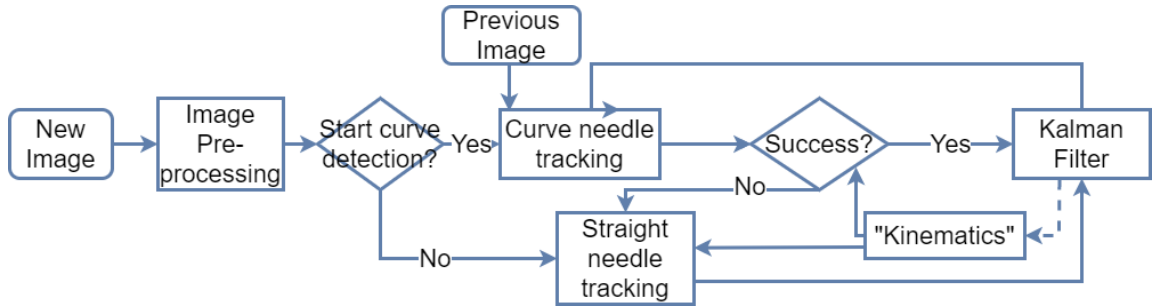 Previous
Image
New
Image
Image
Pre-
processing
Start curve
detection?
Yes
Curve needle
tracking
Success?
Yes
Kalman
Filter
No
No
Straight
needle
tracking
"Kinematics"